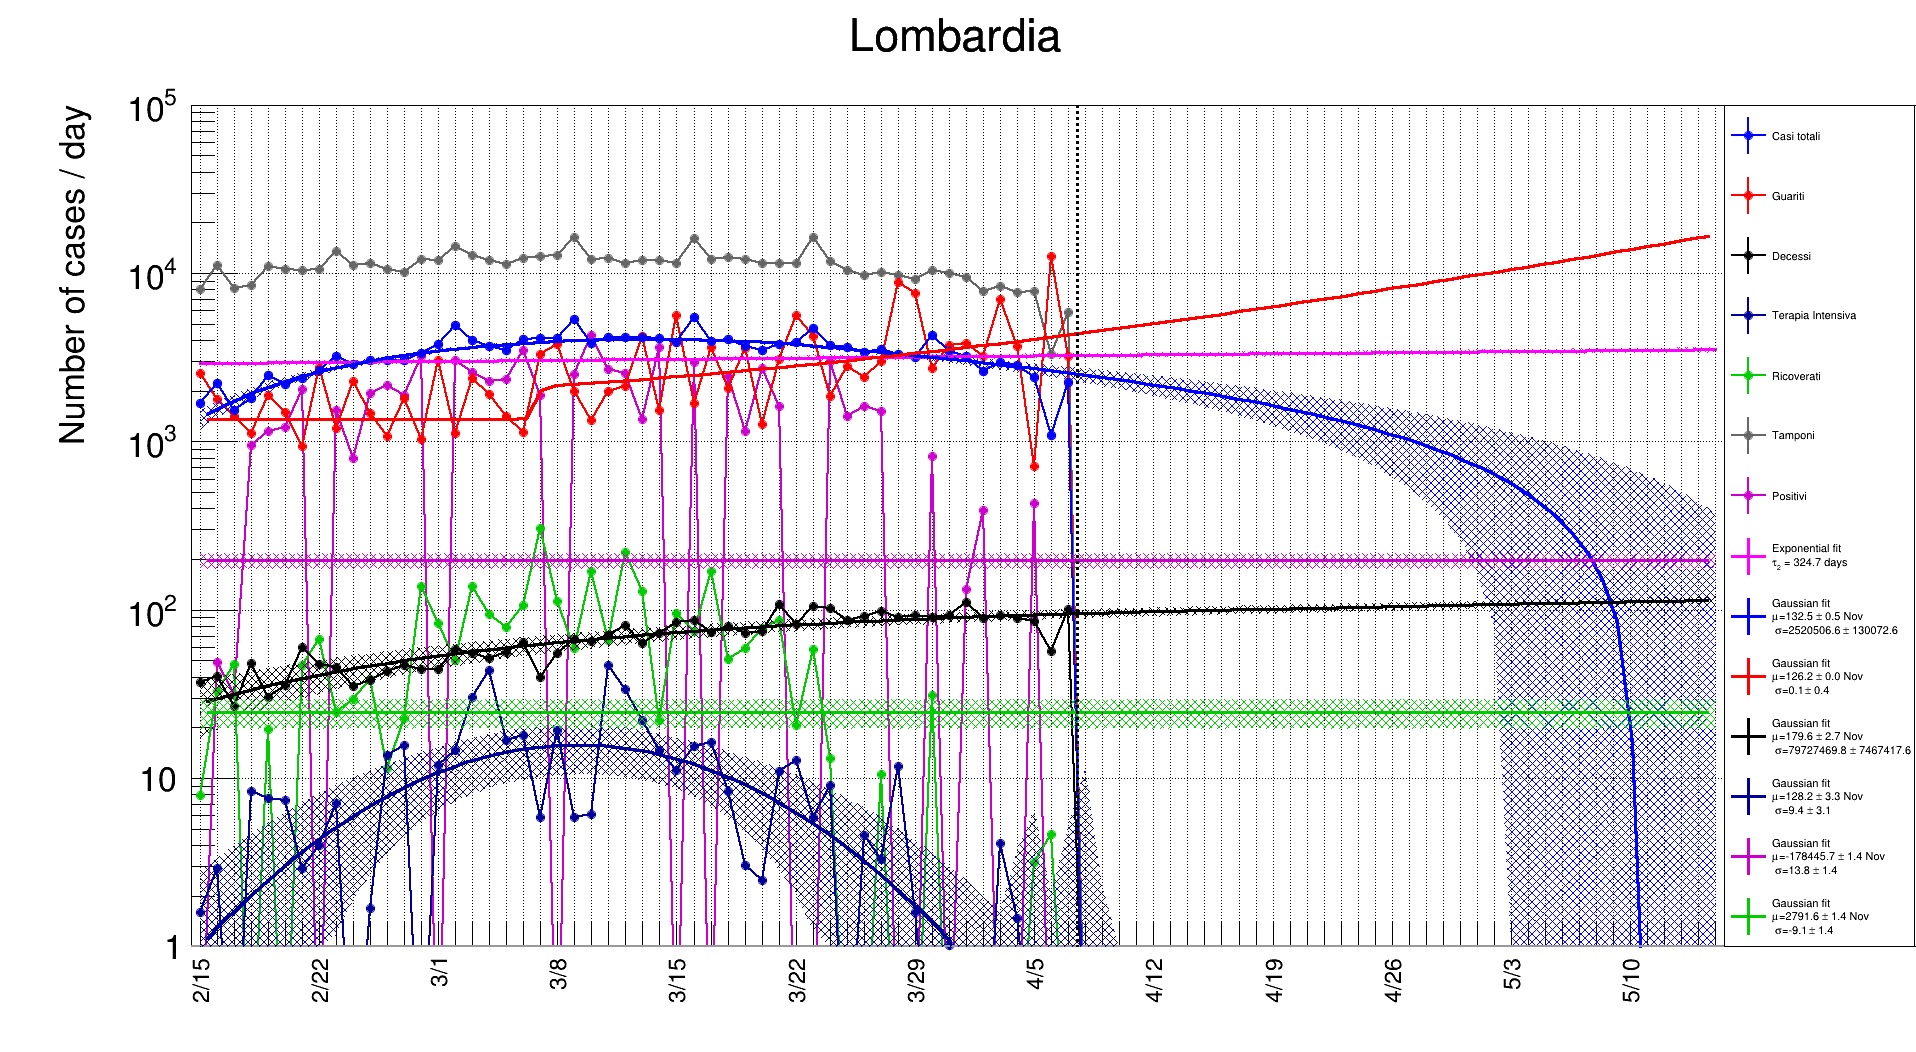 Lombardia
Number of cases / day
10^5
10^4
10^3
10^2
10
1
2/15
2/22
3/1
3/8
3/15
3/22
3/29
4/5
4/12
4/19
4/26
5/3
5/10
Casi totali
Guariti
Decessi
Terapia Intensiva
Ricoverati
Tamponi
Positivi
Exponential fit
τ₂ = 324.7 days
Gaussian fit
μ=132.5 ± 0.5 Nov
σ=2520506.6 ± 130072.6
Gaussian fit
μ=126.2 ± 0.0 Nov
σ=0.1 ± 0.4
Gaussian fit
μ=179.6 ± 2.7 Nov
σ=79727469.8 ± 7467417.6
Gaussian fit
μ=128.2 ± 3.3 Nov
σ=9.4 ± 3.1
Gaussian fit
μ=-178445.7 ± 1.4 Nov
σ=13.8 ± 1.4
Gaussian fit
μ=2791.6 ± 1.4 Nov
σ=-9.1 ± 1.4